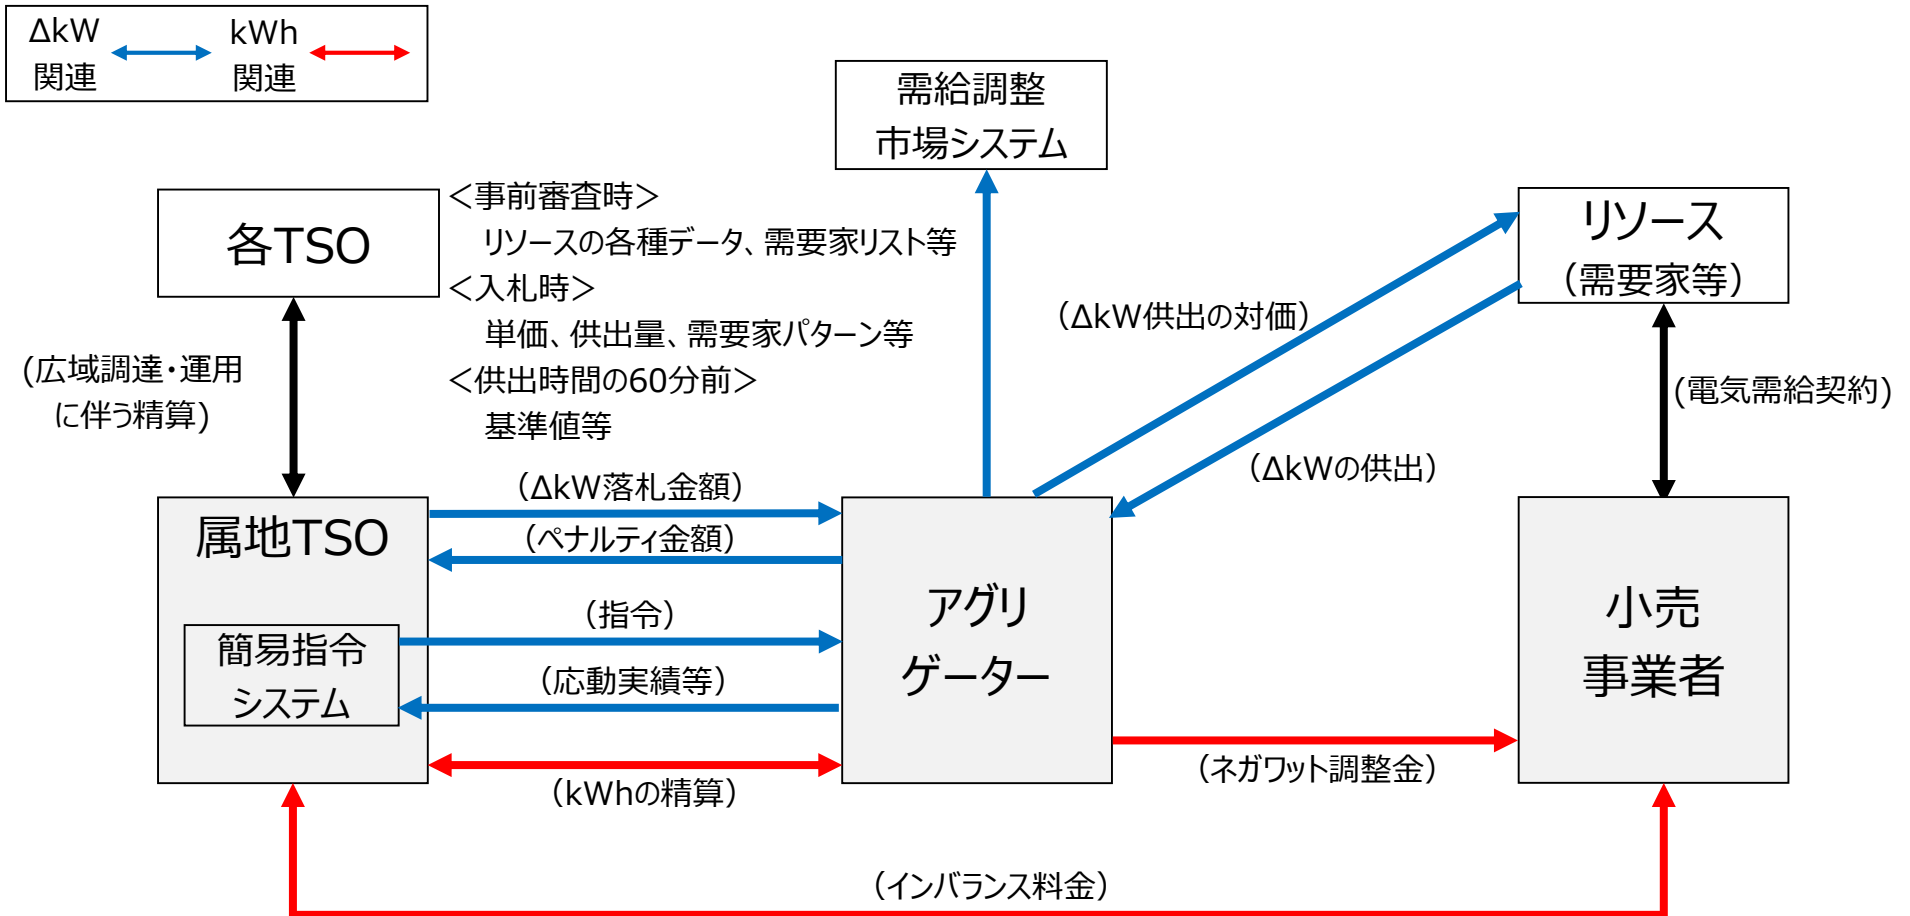 ΔkW
関連
kWh
関連
需給調整
市場システム
各TSO
＜事前審査時＞
リソースの各種データ、需要家リスト等
＜入札時＞
単価、供出量、需要家パターン等
＜供出時間の60分前＞
基準値等
リソース
（需要家等）
(広域調達・運用
に伴う精算)
（ΔkW供出の対価）
（ΔkWの供出）
(電気需給契約)
属地TSO
簡易指令
システム
（ΔkW落札金額）
（ペナルティ金額）
（指令）
（応動実績等）
（kWhの精算）
アグリ
ゲーター
小売
事業者
（ネガワット調整金）
（インバランス料金）